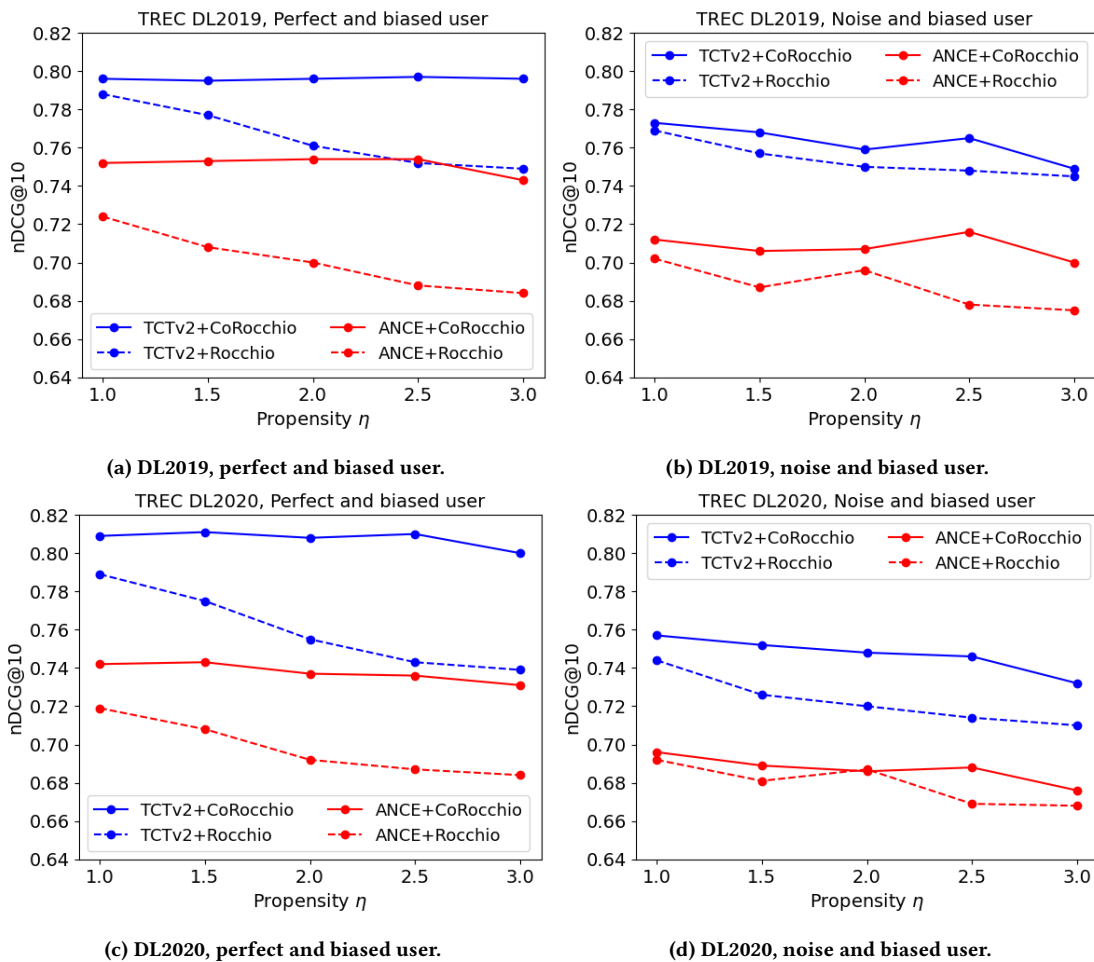 TREC DL2019, Perfect and biased user
0.82
0.80
0.78
0.76
0.74
0.72
0.70
0.68
0.66
0.64
nDCG@10
TCTv2+CoRocchio
TCTv2+Rocchio
ANCE+CoRocchio
ANCE+Rocchio
1.0 1.5 2.0 2.5 3.0
Propensity η
(a) DL2019, perfect and biased user.
TREC DL2019, Noise and biased user
0.82
0.80
0.78
0.76
0.74
0.72
0.70
0.68
0.66
0.64
nDCG@10
TCTv2+CoRocchio
TCTv2+Rocchio
ANCE+CoRocchio
ANCE+Rocchio
1.0 1.5 2.0 2.5 3.0
Propensity η
(b) DL2019, noise and biased user.
TREC DL2020, Perfect and biased user
0.82
0.80
0.78
0.76
0.74
0.72
0.70
0.68
0.66
0.64
nDCG@10
TCTv2+CoRocchio
TCTv2+Rocchio
ANCE+CoRocchio
ANCE+Rocchio
1.0 1.5 2.0 2.5 3.0
Propensity η
(c) DL2020, perfect and biased user.
TREC DL2020, Noise and biased user
0.82
0.80
0.78
0.76
0.74
0.72
0.70
0.68
0.66
0.64
nDCG@10
TCTv2+CoRocchio
TCTv2+Rocchio
ANCE+CoRocchio
ANCE+Rocchio
1.0 1.5 2.0 2.5 3.0
Propensity η
(d) DL2020, noise and biased user.